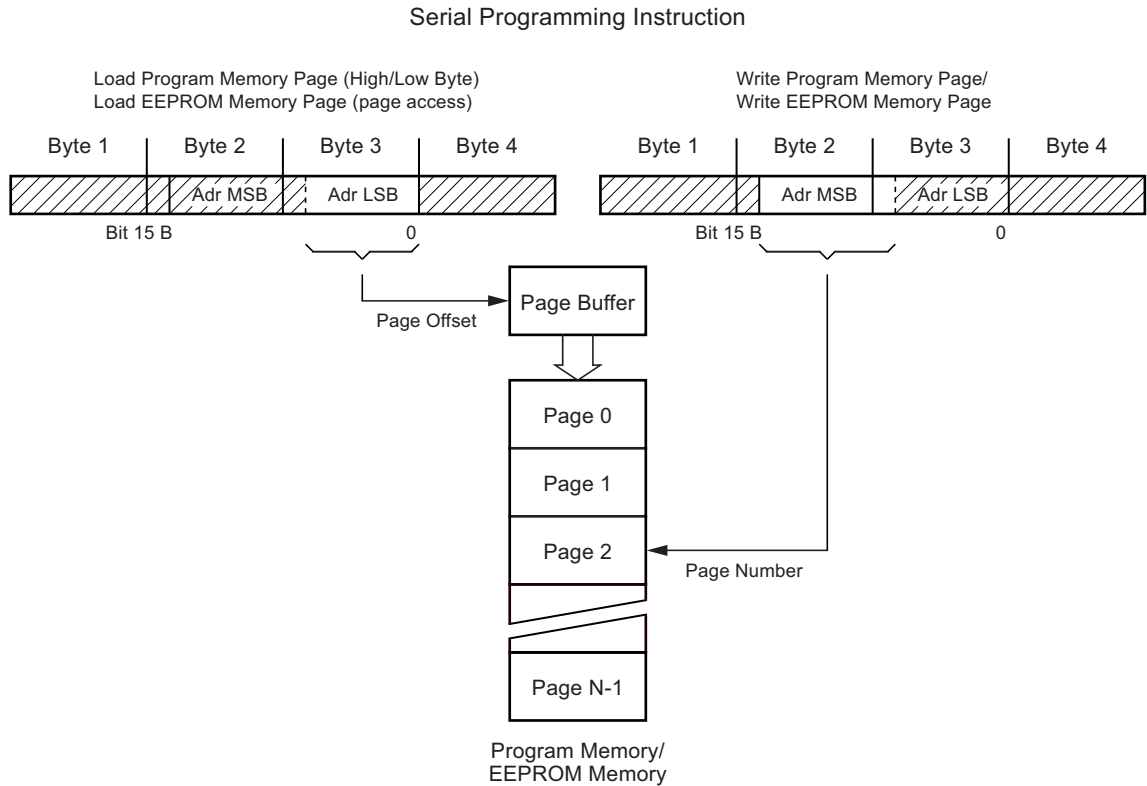 Serial Programming Instruction
Load Program Memory Page (High/Low Byte)
Load EEPROM Memory Page (page access)
Write Program Memory Page/
Write EEPROM Memory Page
Byte 1 Byte 2 Byte 3 Byte 4
Byte 1 Byte 2 Byte 3 Byte 4
Adr MSB Adr LSB
Adr MSB Adr LSB
Bit 15 B 0
Bit 15 B 0
Page Buffer
Page Offset
Page 0
Page 1
Page 2
Page Number
Page N-1
Program Memory/
EEPROM Memory